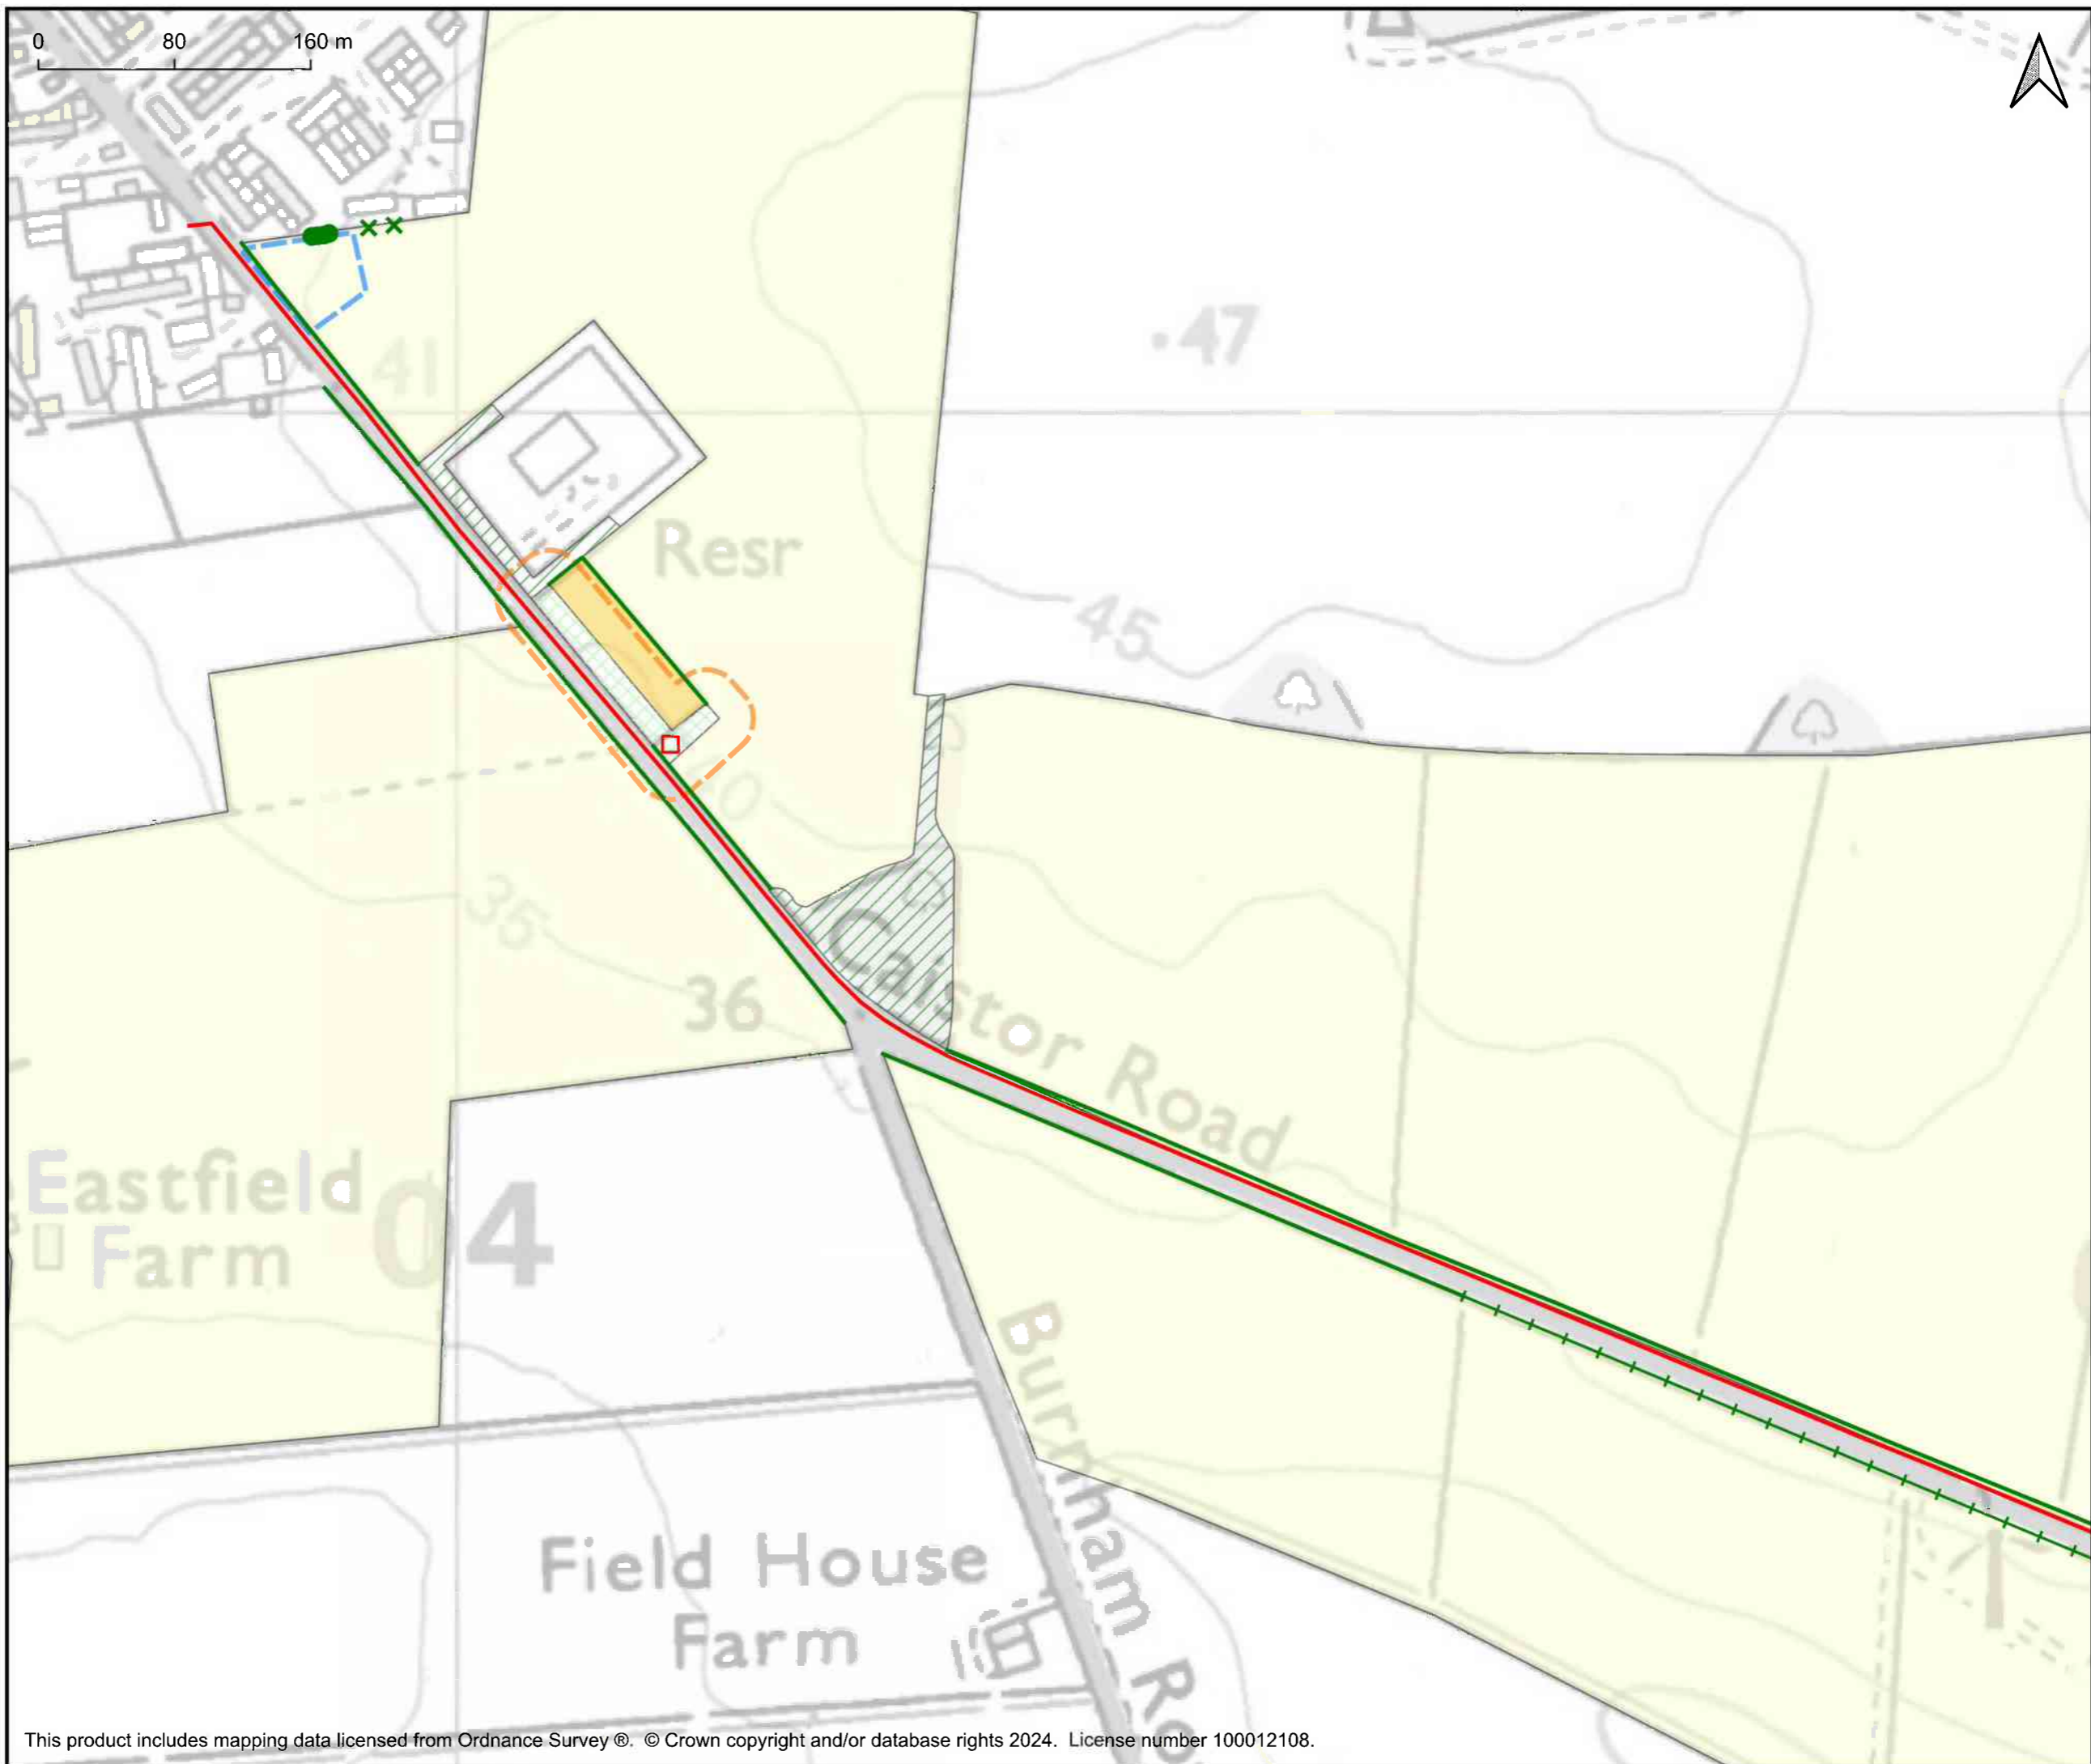 0 80 160 m
41
47
Resr
45
40
35
36
Caistor Road
Eastfield
Farm
04
Burnham Ro
Field House
Farm
This product includes mapping data licensed from Ordnance Survey ®. © Crown copyright and/or database rights 2024. License number 100012108.